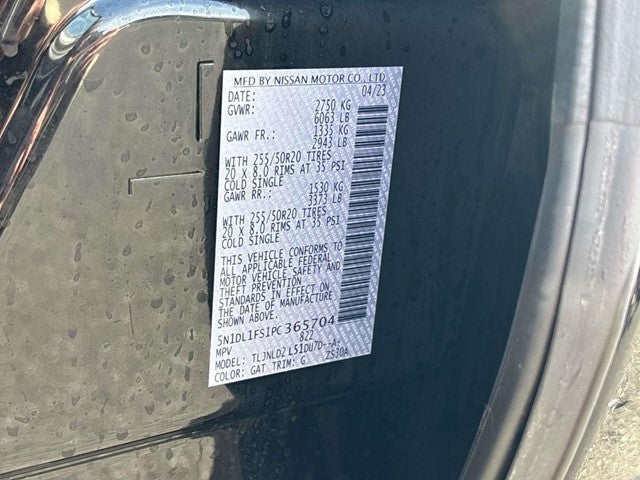 MFD BY NISSAN MOTOR CO., LTD
DATE: 04/23
GVWR: 2750 KG
6063 LB
GAWR FR.: 1335 KG
2943 LB
WITH 255/50R20 TIRES
20 X 8.0 RIMS AT 35 PSI
COLD SINGLE
GAWR RR.: 1530 KG
3373 LB
WITH 255/50R20 TIRES
20 X 8.0 RIMS AT 35 PSI
COLD SINGLE
THIS VEHICLE CONFORMS TO
ALL APPLICABLE FEDERAL
MOTOR VEHICLE SAFETY AND
THEFT PREVENTION
STANDARDS IN EFFECT ON
THE DATE OF MANUFACTURE
SHOWN ABOVE.
5N1DL1FS1PC365704
MPV 822
MODEL: TLJNLD2 L51DU7D--A-
COLOR: GAT TRIM: G ZS30A